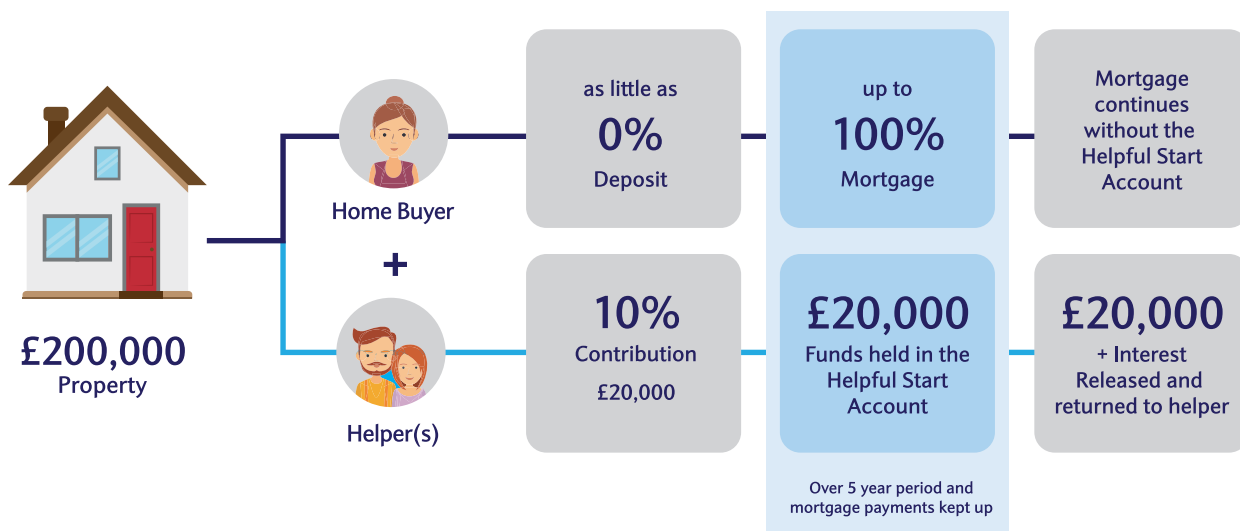 £200,000
Property
Home Buyer
+
Helper(s)
as little as
0%
Deposit
up to
100%
Mortgage
Mortgage
continues
without the
Helpful Start
Account
10%
Contribution
£20,000
£20,000
Funds held in the
Helpful Start
Account
£20,000
+ Interest
Released and
returned to helper
Over 5 year period and
mortgage payments kept up